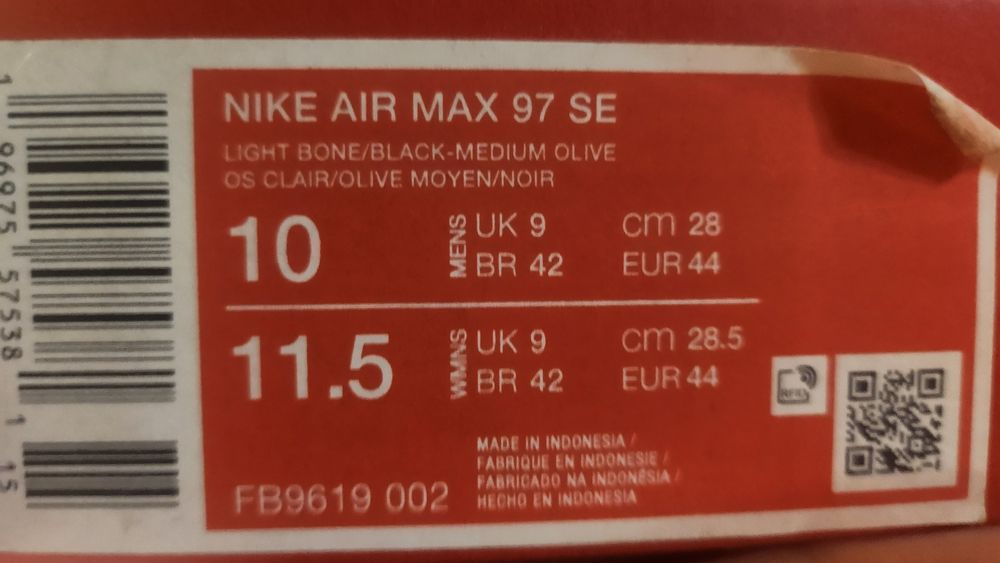 NIKE AIR MAX 97 SE
LIGHT BONE/BLACK-MEDIUM OLIVE
OS CLAIR/OLIVE MOYEN/NOIR
10 MENS UK 9 cm 28
BR 42 EUR 44
11.5 WMNS UK 9 cm 28.5
BR 42 EUR 44
RFID
MADE IN INDONESIA /
FABRIQUE EN INDONESIE /
FABRICADO NA INDONÉSIA /
HECHO EN INDONESIA
FB9619 002
1 96975 57538 1 15